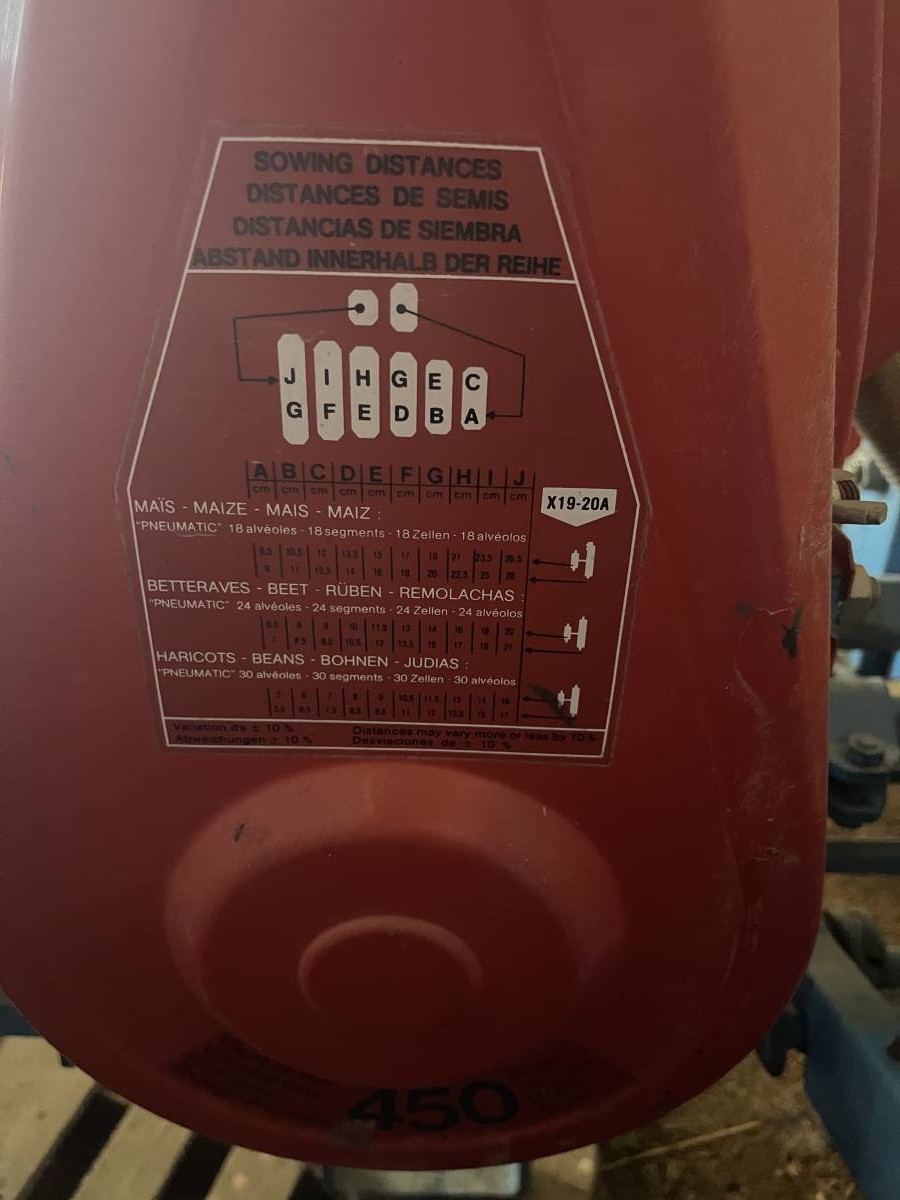 SOWING DISTANCES
DISTANCES DE SEMIS
DISTANCIAS DE SIEMBRA
ABSTAND INNERHALB DER REIHE
J I H G E C
G F E D B A
A B C D E F G H I J
cm cm cm cm cm cm cm cm cm cm
X19-20A
MAÏS - MAIZE - MAIS - MAIZ :
"PNEUMATIC" 18 alvéoles - 18 segments - 18 Zellen - 18 alvéolos
10,5 12 13,5 15 17 19 21 23,5 26,5
9 11 12,5 14 16 18 20 22,5 25 28
BETTERAVES - BEET - RÜBEN - REMOLACHAS :
"PNEUMATIC" 24 alvéoles - 24 segments - 24 Zellen - 24 alvéolos
6,5 8 9 10 11,5 13 14 16 18 20
7 9,5 10,5 12 13,5 15 17 19 21
HARICOTS - BEANS - BOHNEN - JUDIAS :
"PNEUMATIC" 30 alvéoles - 30 segments - 30 Zellen - 30 alvéolos
7 8 9 10,5 11,5 13 14
5,5 6,5 7,5 8,5 9,5 11 12 13,5 17
Variation de ± 10 % Distances may vary more or less by 10 %
Abweichungen ± 10 % Desviaciones de ± 10 %
450